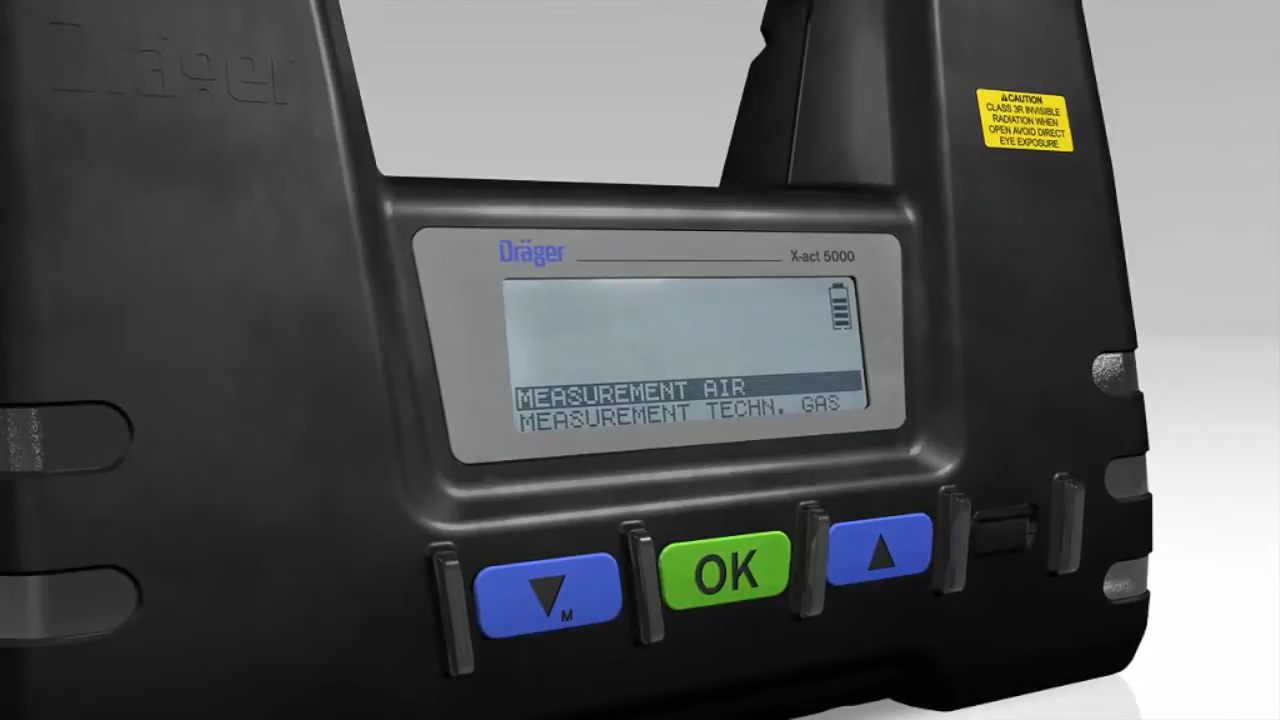 Dräger
⚠CAUTION
CLASS 3R INVISIBLE
RADIATION WHEN
OPEN AVOID DIRECT
EYE EXPOSURE
Dräger
X-act 5000
MEASUREMENT AIR
MEASUREMENT TECHN. GAS
M
OK